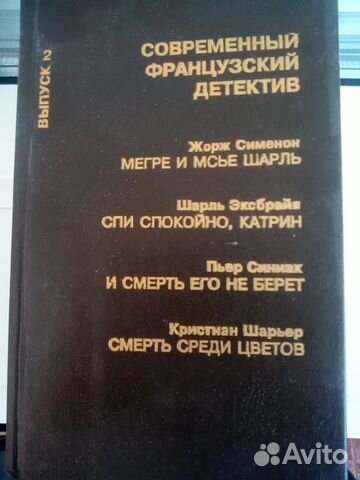 ВЫПУСК 2
СОВРЕМЕННЫЙ
ФРАНЦУЗСКИЙ
ДЕТЕКТИВ
Жорж Сименон
МЕГРЕ И МСЬЕ ШАРЛЬ
Шарль Эксбрайя
СПИ СПОКОЙНО, КАТРИН
Пьер Синиак
И СМЕРТЬ ЕГО НЕ БЕРЕТ
Кристиан Шарьер
СМЕРТЬ СРЕДИ ЦВЕТОВ
Avito